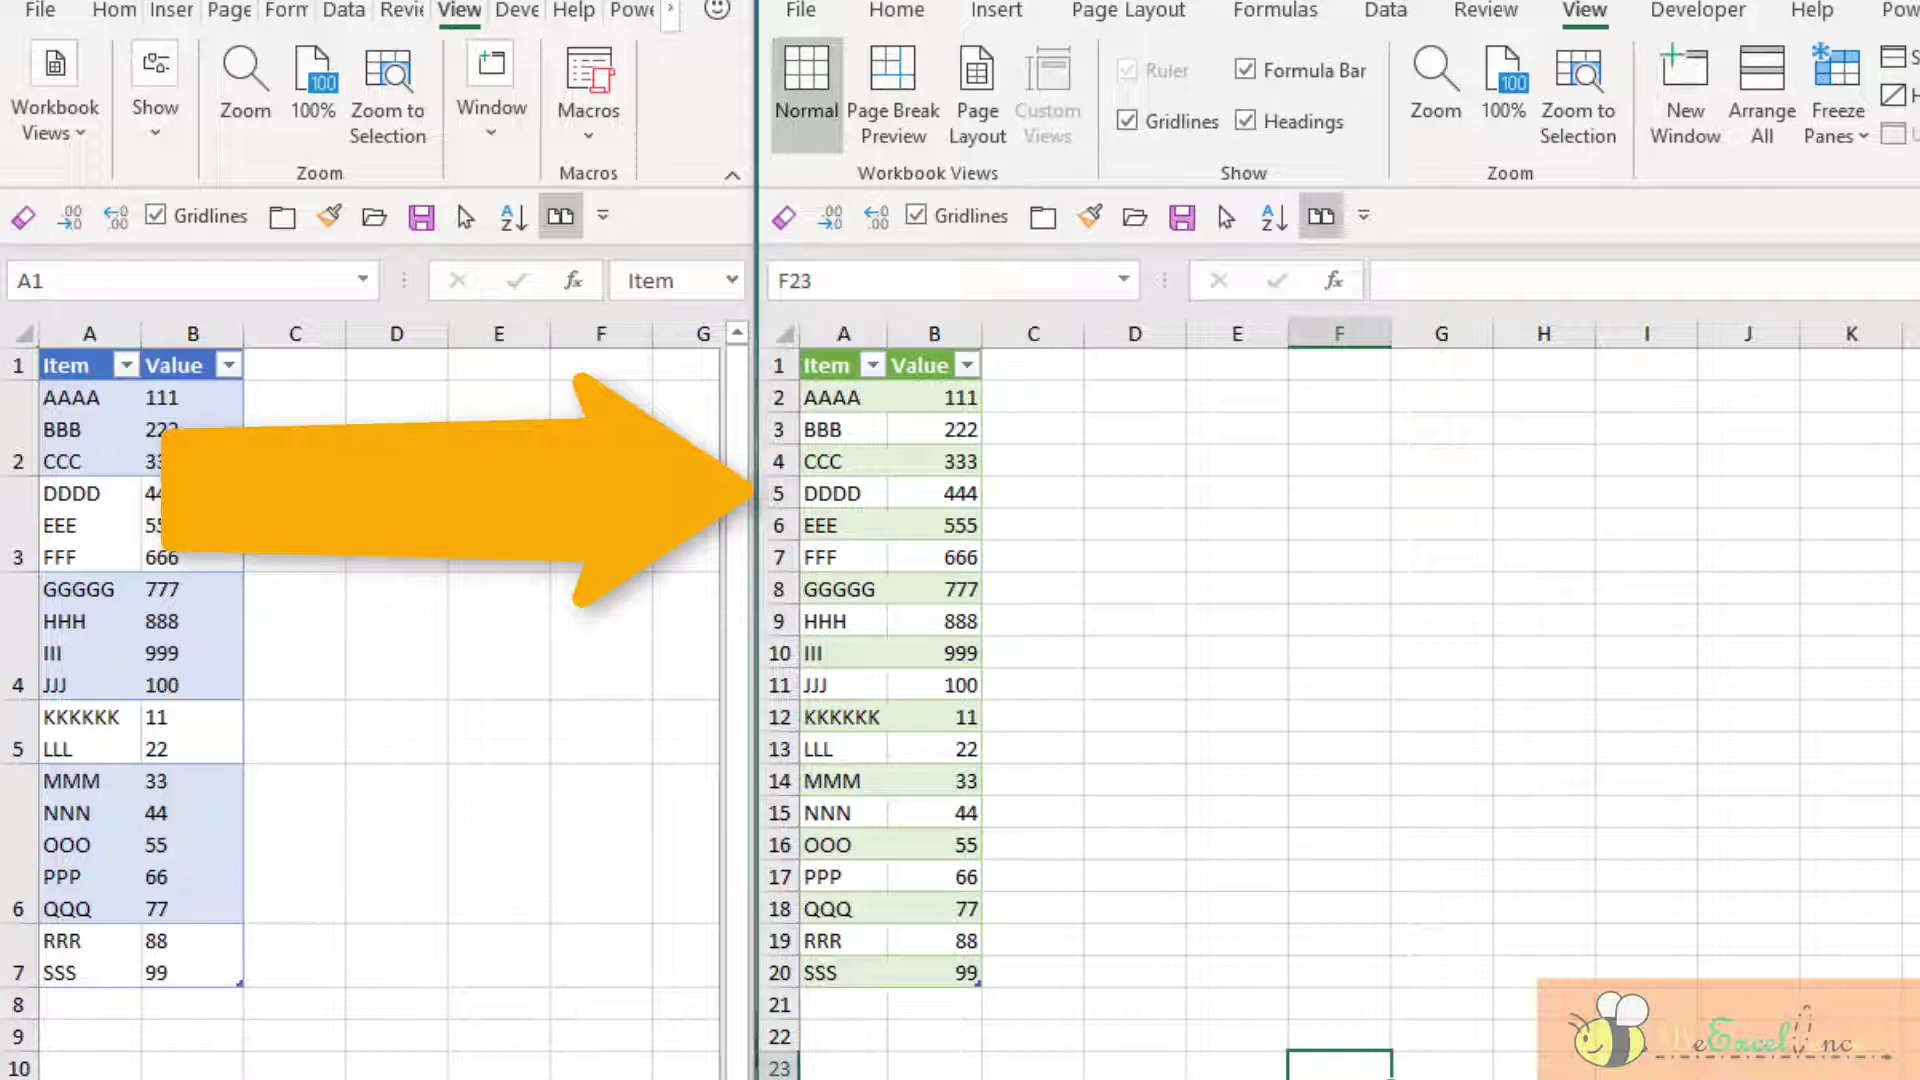 File Hom Inser Page Form Data Revie View Deve Help Powe
Workbook Views
Show
Zoom
100%
Zoom to Selection
Window
Macros
Zoom
Macros
Gridlines
A1
fx
Item
A B C D E F G
1 Item Value
AAAA 111
BBB 222
2 CCC 33
DDDD 44
EEE 55
3 FFF 666
GGGGG 777
HHH 888
III 999
4 JJJ 100
KKKKKK 11
5 LLL 22
MMM 33
NNN 44
OOO 55
PPP 66
6 QQQ 77
RRR 88
7 SSS 99
8
9
10
File Home Insert Page Layout Formulas Data Review View Developer Help Pow
Normal
Page Break Preview
Page Layout
Custom Views
Ruler
Formula Bar
Gridlines
Headings
Zoom
100%
Zoom to Selection
New Window
Arrange All
Freeze Panes
Workbook Views
Show
Zoom
Gridlines
F23
fx
A B C D E F G H I J K
1 Item Value
2 AAAA 111
3 BBB 222
4 CCC 333
5 DDDD 444
6 EEE 555
7 FFF 666
8 GGGGG 777
9 HHH 888
10 III 999
11 JJJ 100
12 KKKKKK 11
13 LLL 22
14 MMM 33
15 NNN 44
16 OOO 55
17 PPP 66
18 QQQ 77
19 RRR 88
20 SSS 99
21
22
23